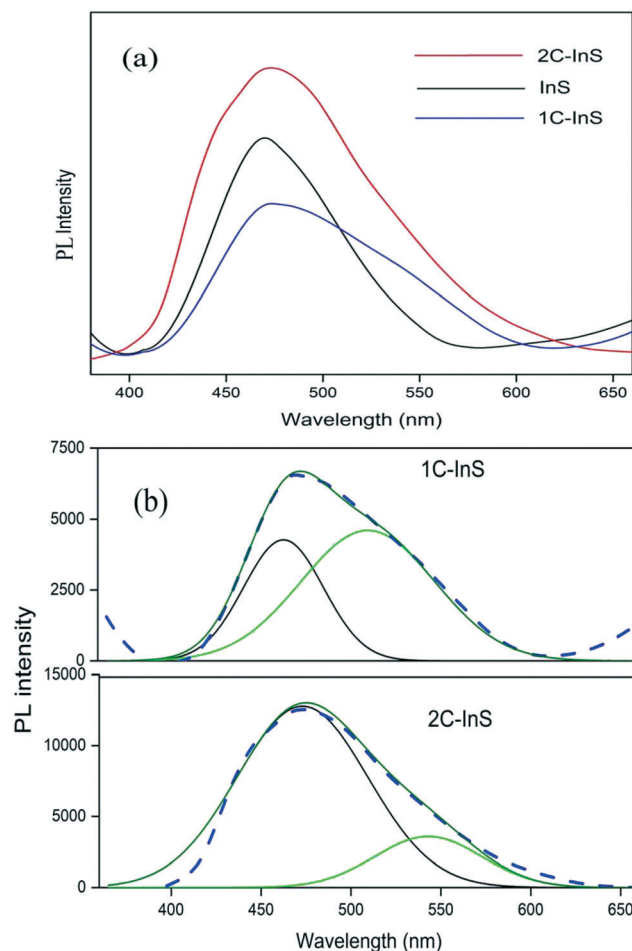 (a)
2C-InS
InS
1C-InS
PL Intensity
400 450 500 550 600 650
Wavelength (nm)
(b)
1C-InS
7500
5000
2500
0
PL intensity
2C-InS
15000
10000
5000
0
400 450 500 550 600 650
Wavelength (nm)